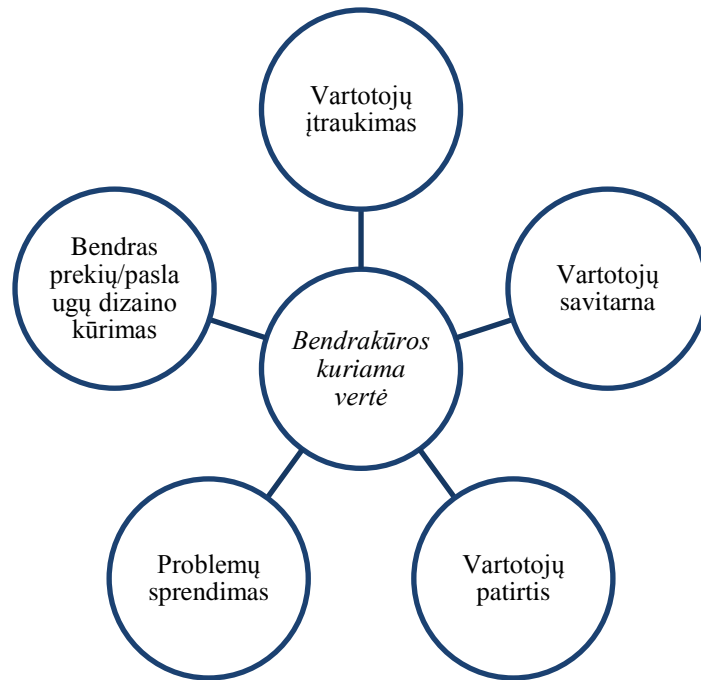 Vartotojų
įtraukimas
Bendras
prekių/pasla
ugų dizaino
kūrimas
Vartotojų
savitarna
Bendrakūros
kuriama
vertė
Problemų
sprendimas
Vartotojų
patirtis